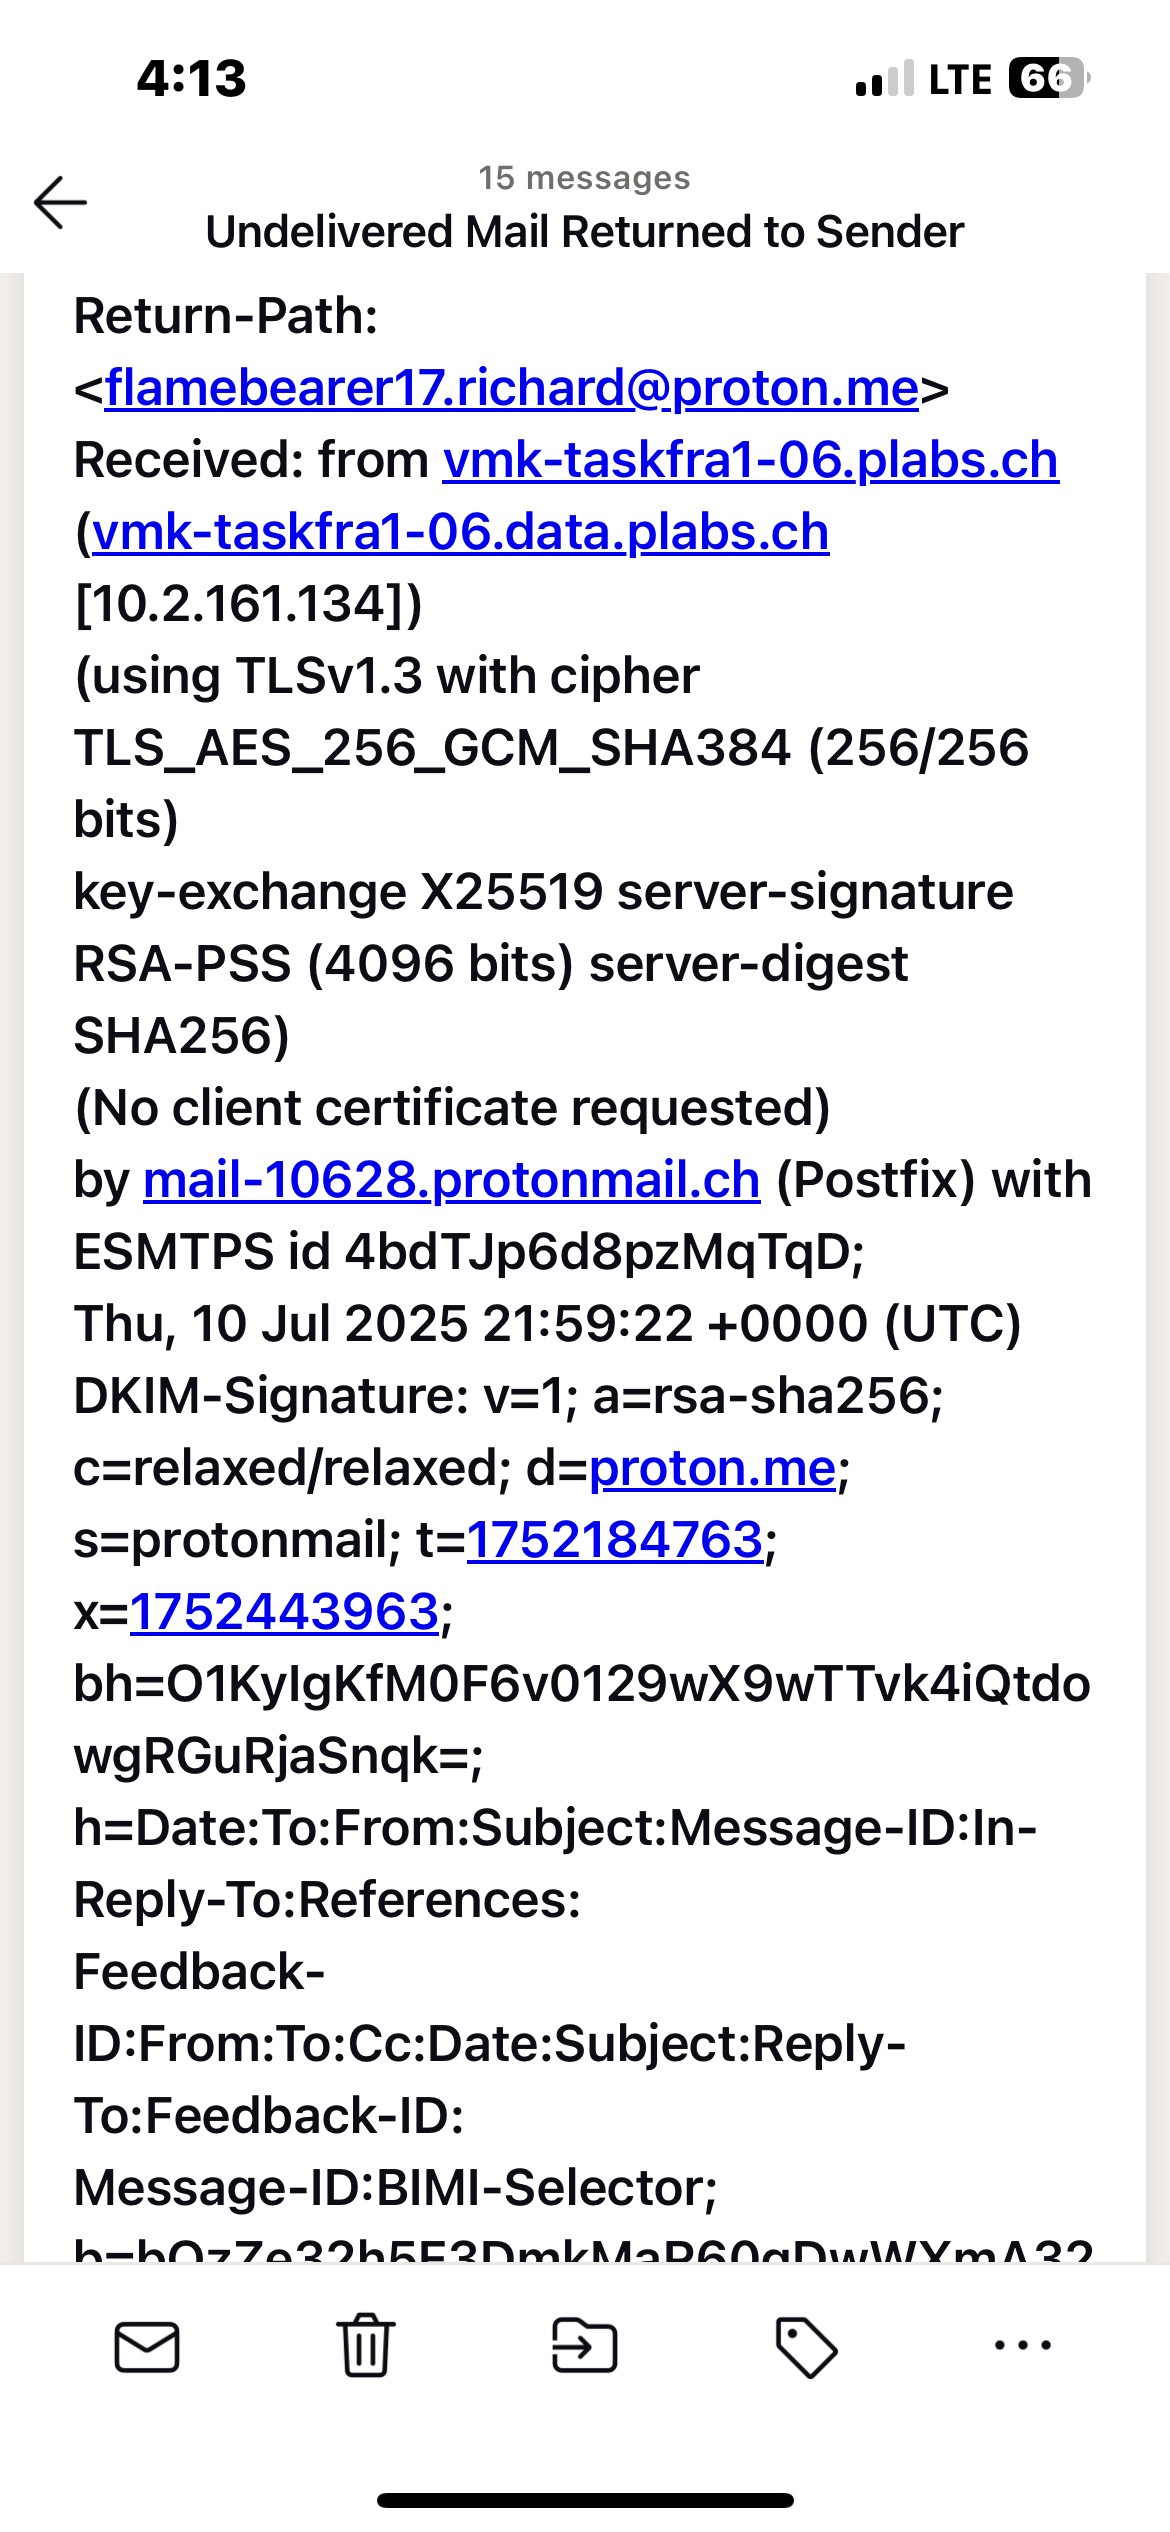 4:13
LTE 66
15 messages
Undelivered Mail Returned to Sender
Return-Path:
<flamebearer17.richard@proton.me>
Received: from vmk-taskfra1-06.plabs.ch
(vmk-taskfra1-06.data.plabs.ch
[10.2.161.134])
(using TLSv1.3 with cipher
TLS_AES_256_GCM_SHA384 (256/256
bits)
key-exchange X25519 server-signature
RSA-PSS (4096 bits) server-digest
SHA256)
(No client certificate requested)
by mail-10628.protonmail.ch (Postfix) with
ESMTPS id 4bdTJp6d8pzMqTqD;
Thu, 10 Jul 2025 21:59:22 +0000 (UTC)
DKIM-Signature: v=1; a=rsa-sha256;
c=relaxed/relaxed; d=proton.me;
s=protonmail; t=1752184763;
x=1752443963;
bh=O1KyIgKfM0F6v0129wX9wTTvk4iQtdo
wgRGuRjaSnqk=;
h=Date:To:From:Subject:Message-ID:In-
Reply-To:References:
Feedback-
ID:From:To:Cc:Date:Subject:Reply-
To:Feedback-ID:
Message-ID:BIMI-Selector;